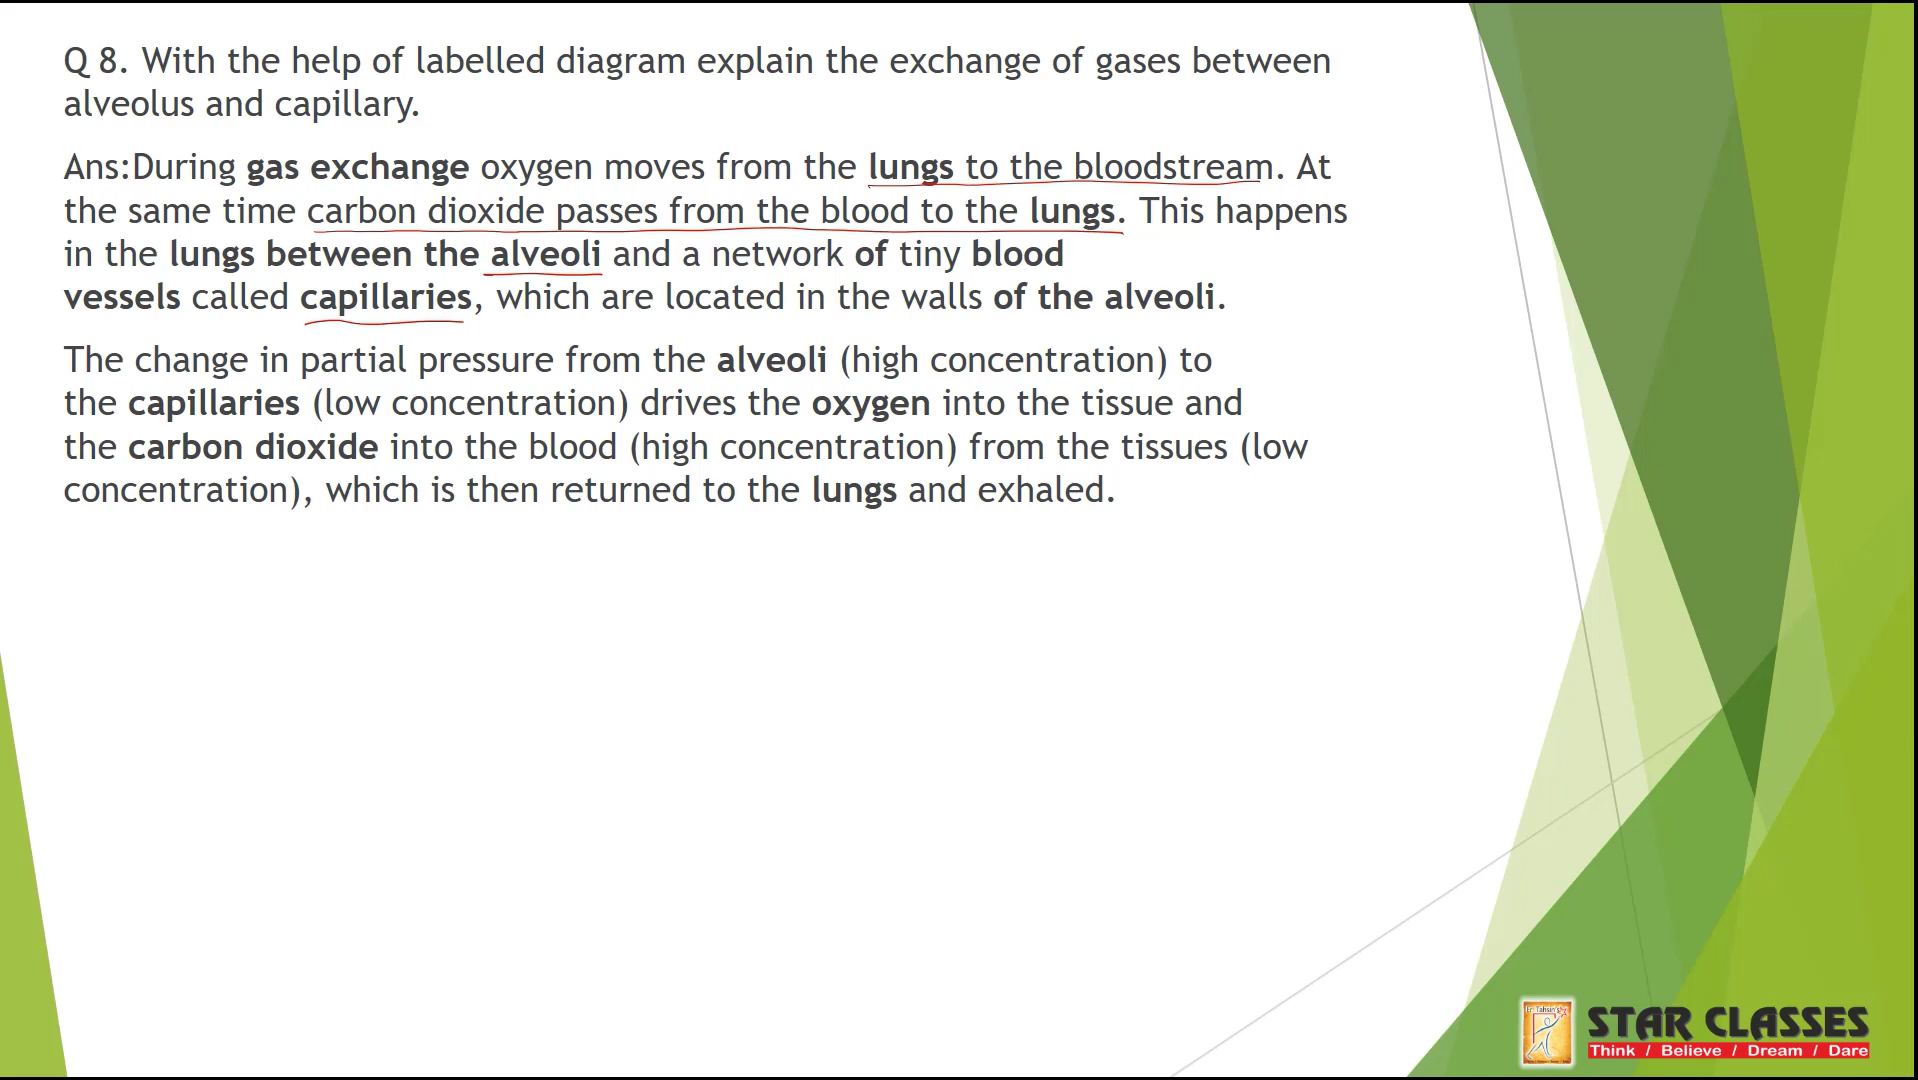 Q 8. With the help of labelled diagram explain the exchange of gases between
alveolus and capillary.
Ans:During gas exchange oxygen moves from the lungs to the bloodstream. At
the same time carbon dioxide passes from the blood to the lungs. This happens
in the lungs between the alveoli and a network of tiny blood
vessels called capillaries, which are located in the walls of the alveoli.
The change in partial pressure from the alveoli (high concentration) to
the capillaries (low concentration) drives the oxygen into the tissue and
the carbon dioxide into the blood (high concentration) from the tissues (low
concentration), which is then returned to the lungs and exhaled.
Er. Tahsin's
STAR CLASSES
Think / Believe / Dream / Dare